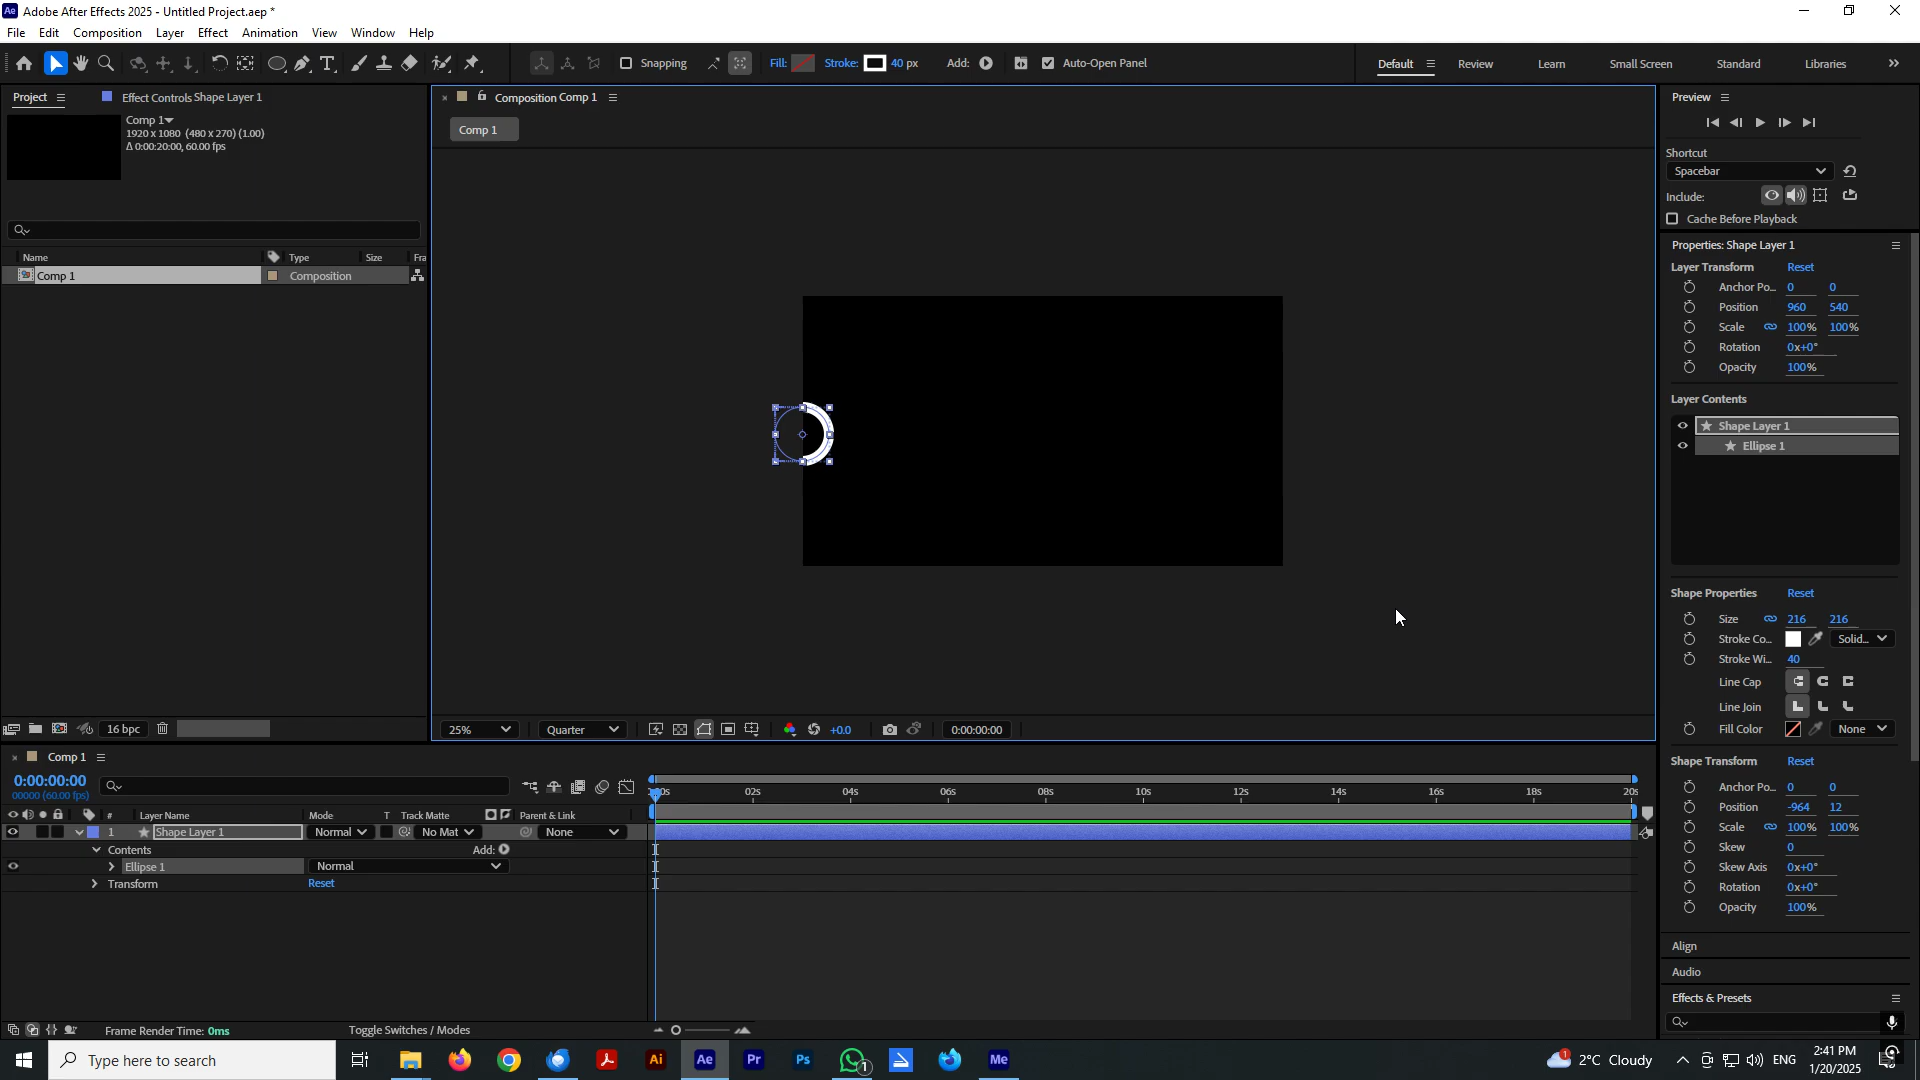 Ae Adobe After Effects 2025 - Untitled Project.aep *
File Edit Composition Layer Effect Animation View Window Help
Snapping Fill: Stroke: 40 px Add: Auto-Open Panel Default Review Learn Small Screen Standard Libraries
Project Effect Controls Shape Layer 1
Composition Comp 1
Preview
Comp 1
1920 x 1080 (480 x 270) (1.00)
Δ 0:00:20:00, 60.00 fps
Comp 1
Shortcut
Spacebar
Include:
Cache Before Playback
Name Type Size Fra
Comp 1 Composition
Properties: Shape Layer 1
Layer Transform Reset
Anchor Po... 0 0
Position 960 540
Scale 100% 100%
Rotation 0x+0°
Opacity 100%
Layer Contents
Shape Layer 1
Ellipse 1
Shape Properties Reset
Size 216 216
Stroke Co... Solid...
Stroke Wi... 40
Line Cap
Line Join
Fill Color None
16 bpc
25% Quarter +0.0 0:00:00:00
Comp 1
0:00:00:00
00000 (60.00 fps)
:00s 02s 04s 06s 08s 10s 12s 14s 16s 18s 20s
# Layer Name Mode T Track Matte Parent & Link
1 Shape Layer 1 Normal No Mat None
Contents Add:
Ellipse 1 Normal
Transform Reset
Shape Transform Reset
Anchor Po... 0 0
Position -964 12
Scale 100% 100%
Skew 0
Skew Axis 0x+0°
Rotation 0x+0°
Opacity 100%
Align
Audio
Effects & Presets
Frame Render Time: 0ms Toggle Switches / Modes
Type here to search
Ai Ae Pr Ps 1 Me
1 2°C Cloudy ENG 2:41 PM
1/20/2025